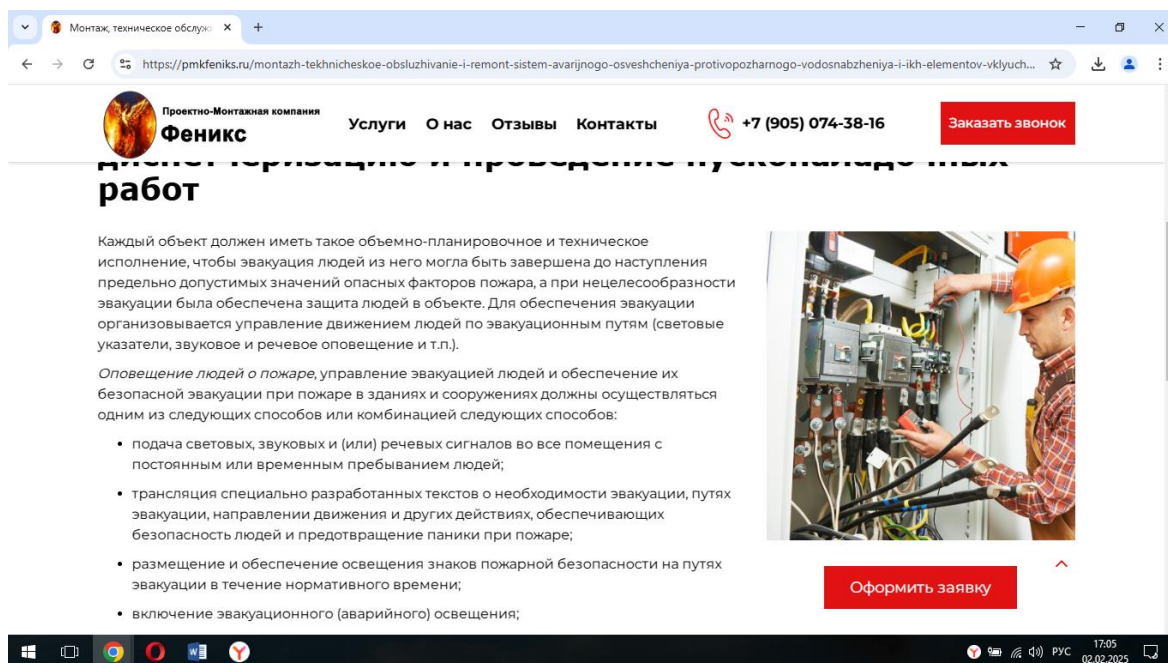 Монтаж, техническое обслуж
https://pmkfeniks.ru/montazh-tekhnicheskoe-obsluzhivanie-i-remont-sistem-avarijnogo-osveshcheniya-protivopozharnogo-vodosnabzheniya-i-ikh-elementov-vklyuch...
Проектно-Монтажная компания
Феникс
Услуги О нас Отзывы Контакты
+7 (905) 074-38-16
Заказать звонок
диспетчеризацию и проведение пусконаладочных
работ
Каждый объект должен иметь такое объемно-планировочное и техническое
исполнение, чтобы эвакуация людей из него могла быть завершена до наступления
предельно допустимых значений опасных факторов пожара, а при нецелесообразности
эвакуации была обеспечена защита людей в объекте. Для обеспечения эвакуации
организовывается управление движением людей по эвакуационным путям (световые
указатели, звуковое и речевое оповещение и т.п.).
Оповещение людей о пожаре, управление эвакуацией людей и обеспечение их
безопасной эвакуации при пожаре в зданиях и сооружениях должны осуществляться
одним из следующих способов или комбинацией следующих способов:
• подача световых, звуковых и (или) речевых сигналов во все помещения с
постоянным или временным пребыванием людей;
• трансляция специально разработанных текстов о необходимости эвакуации, путях
эвакуации, направлении движения и других действиях, обеспечивающих
безопасность людей и предотвращение паники при пожаре;
• размещение и обеспечение освещения знаков пожарной безопасности на путях
эвакуации в течение нормативного времени;
• включение эвакуационного (аварийного) освещения;
Оформить заявку
РУС
17:05
02.02.2025